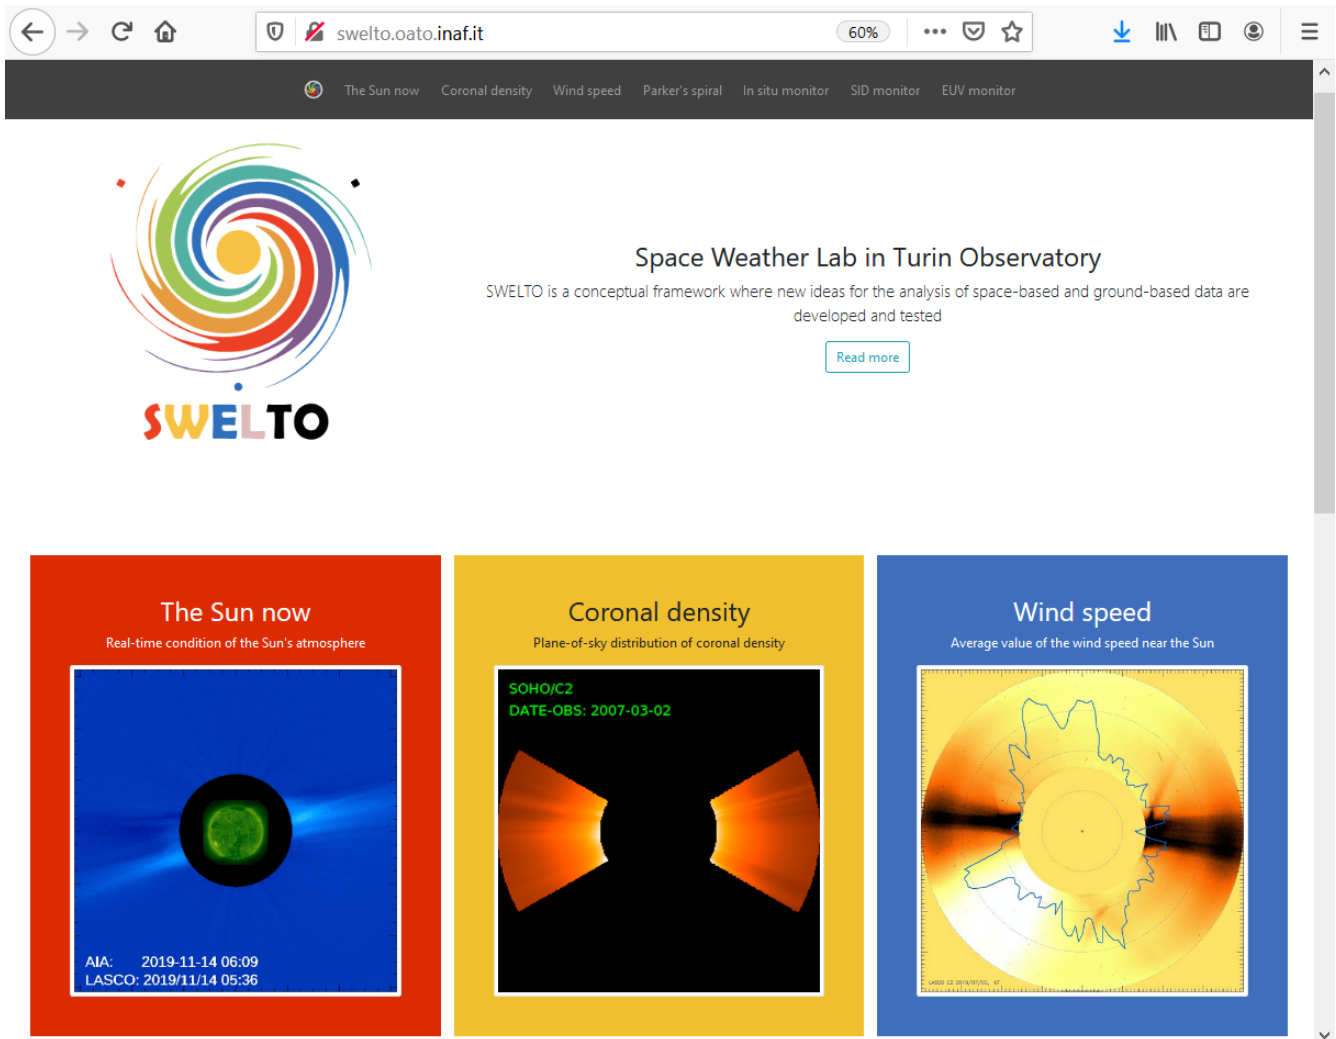 swelto.oato.inaf.it
60%
The Sun now
Coronal density
Wind speed
Parker's spiral
In situ monitor
SID monitor
EUV monitor
SWELTO
Space Weather Lab in Turin Observatory
SWELTO is a conceptual framework where new ideas for the analysis of space-based and ground-based data are
developed and tested
Read more
The Sun now
Real-time condition of the Sun's atmosphere
AIA: 2019-11-14 06:09
LASCO: 2019/11/14 05:36
Coronal density
Plane-of-sky distribution of coronal density
SOHO/C2
DATE-OBS: 2007-03-02
Wind speed
Average value of the wind speed near the Sun
LASCO C2